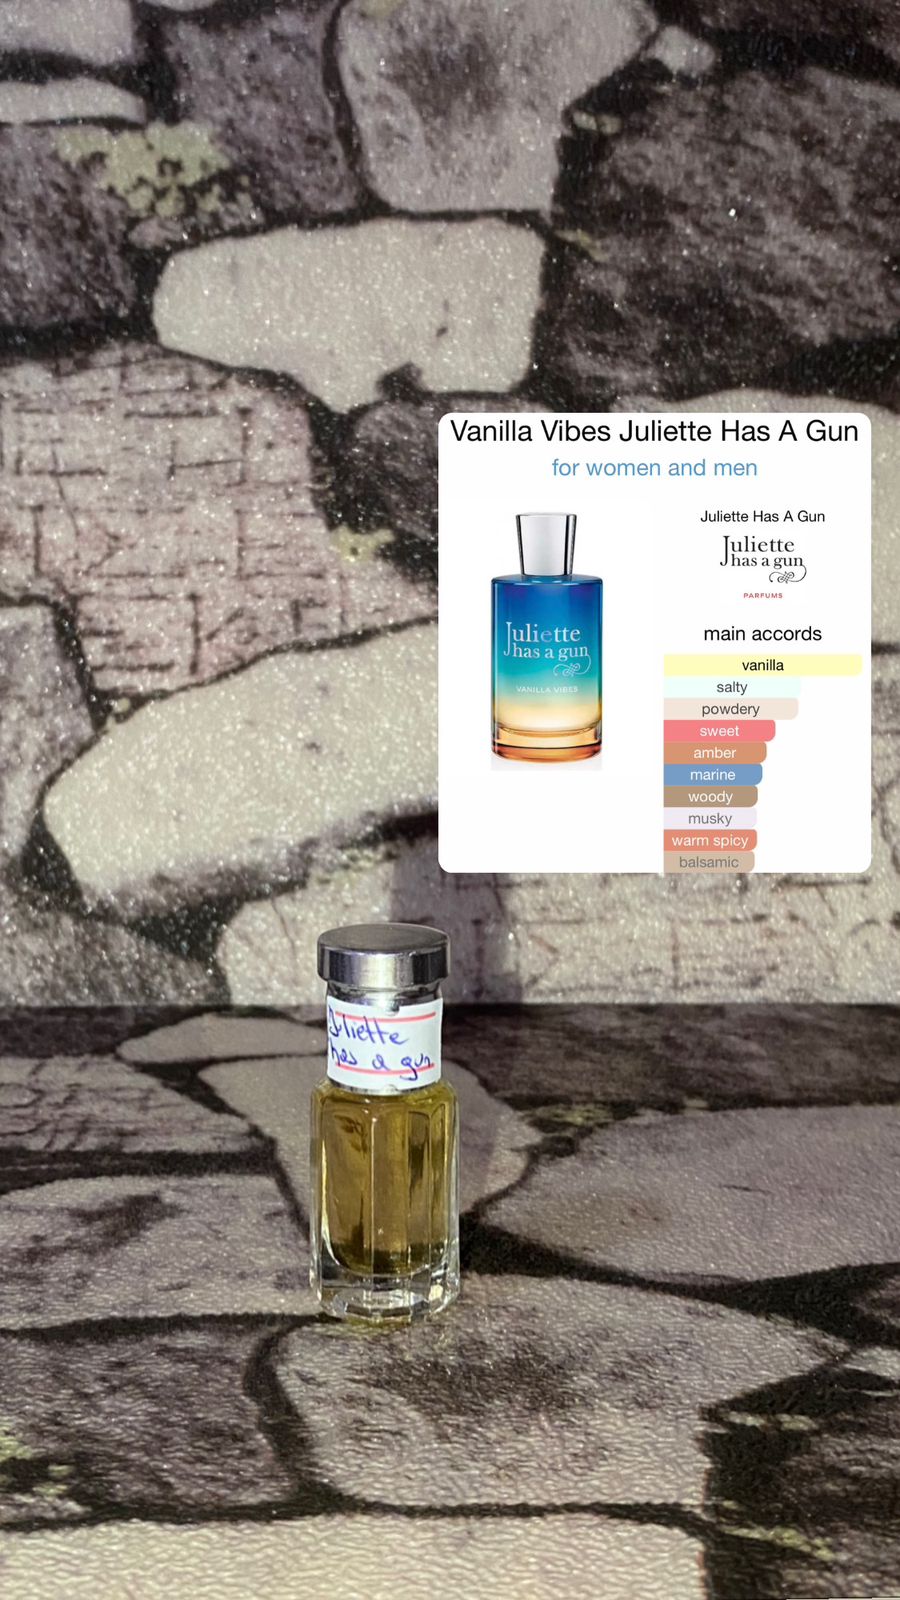 Vanilla Vibes Juliette Has A Gun
for women and men
Juliette Has A Gun
Juliette
has a gun
PARFUMS
Juliette
has a gun
VANILLA VIBES
main accords
vanilla
salty
powdery
sweet
amber
marine
woody
musky
warm spicy
balsamic
Juliette
has a gun